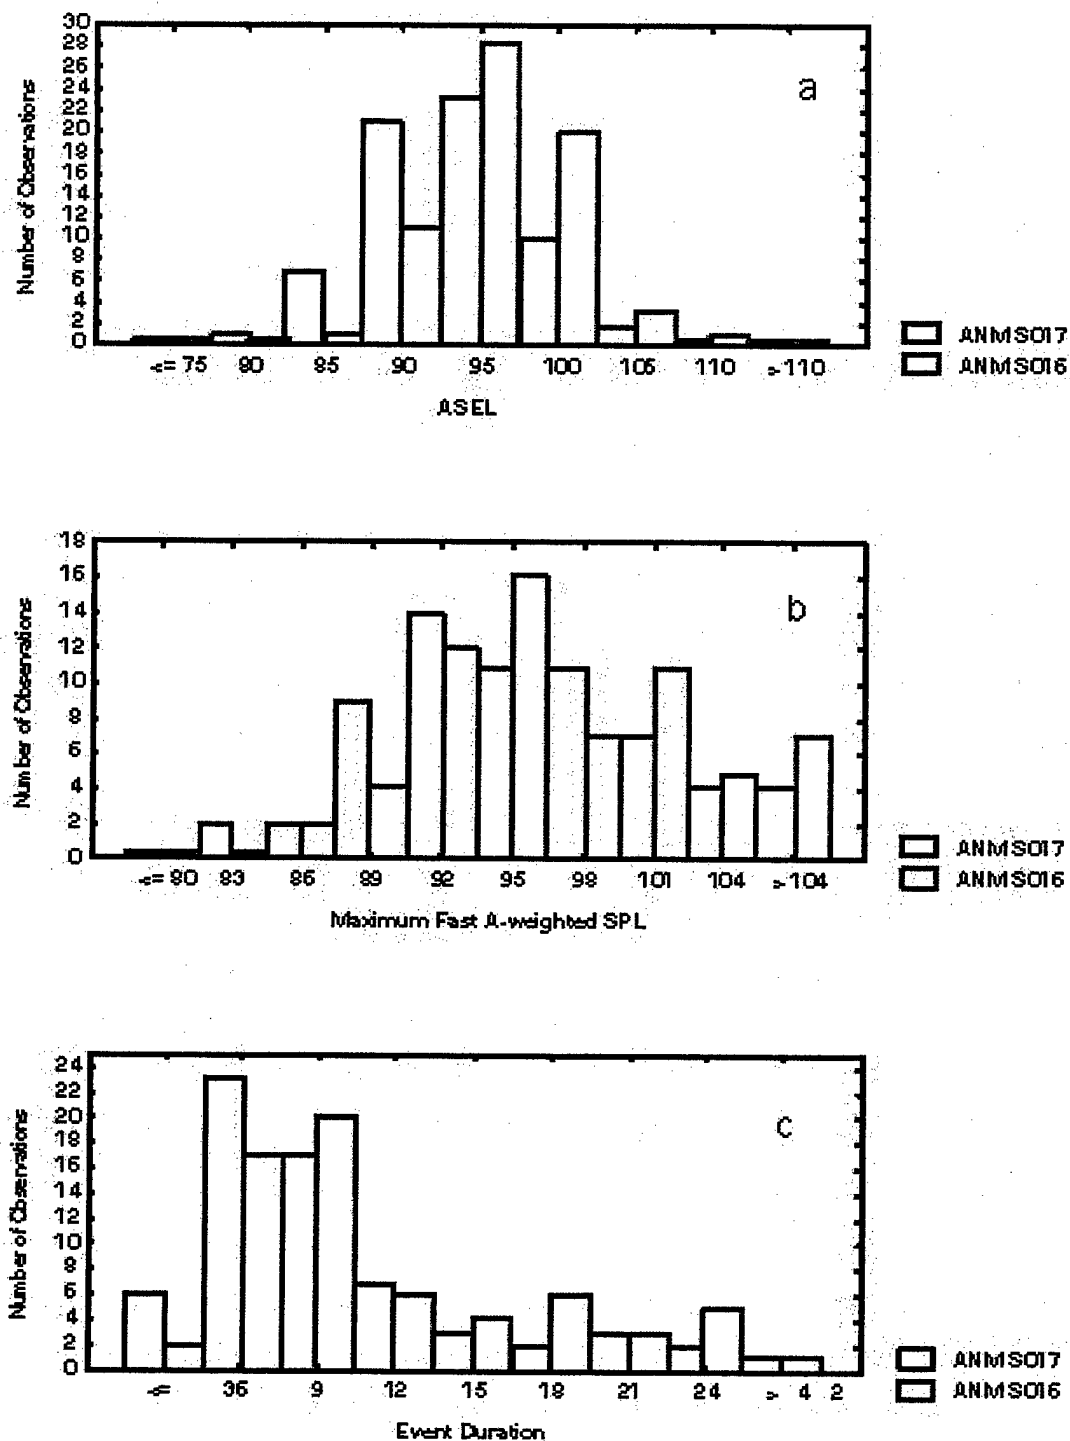 30
28
26
24
22
20
18
16
14
12
10
8
6
4
2
0
Number of Observations
a
<= 75 80 85 90 95 100 105 110 >110
ASEL
ANMS017
ANMS016
18
16
14
12
10
8
6
4
2
0
Number of Observations
b
<= 80 83 86 89 92 95 98 101 104 >104
Maximum Fast A-weighted SPL
ANMS017
ANMS016
24
22
20
18
16
14
12
10
8
6
4
2
0
Number of Observations
c
<= 36 9 12 15 18 21 24 > 4 2
Event Duration
ANMS017
ANMS016